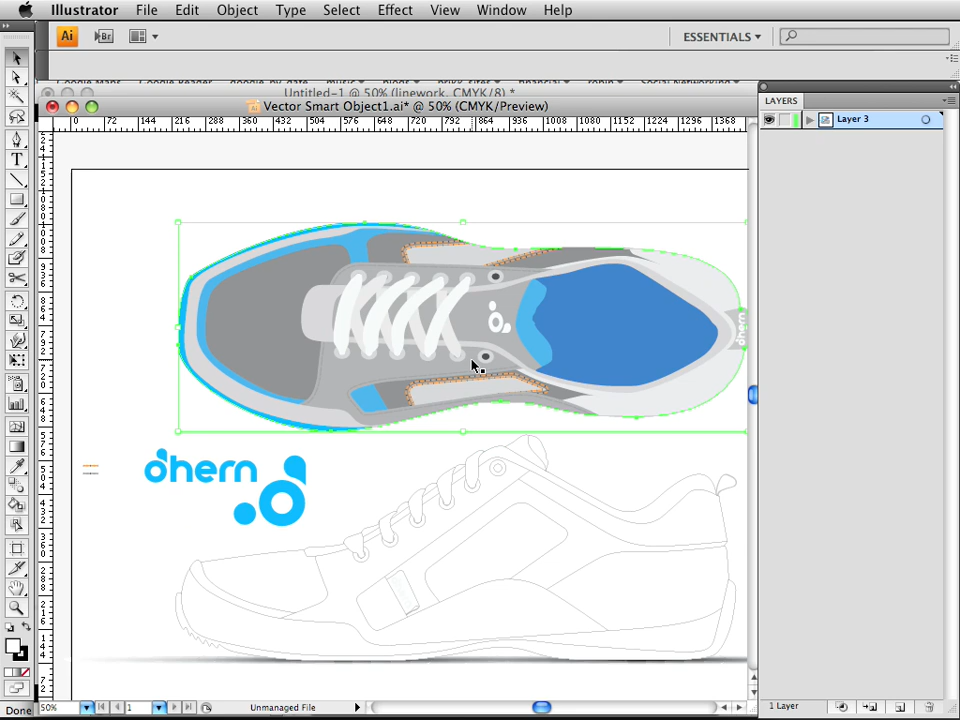 Illustrator File Edit Object Type Select Effect View Window Help
Ai Br ESSENTIALS
Untitled-1 @ 50% (linework, CMYK/8) *
Vector Smart Object1.ai* @ 50% (CMYK/Preview)
LAYERS
Layer 3
0 72 144 216 288 360 432 504 576 648 720 792 864 936 1008 1080 1152 1224 1296 1368
dhern
dhern
T
Done
50% 1 Unmanaged File
1 Layer